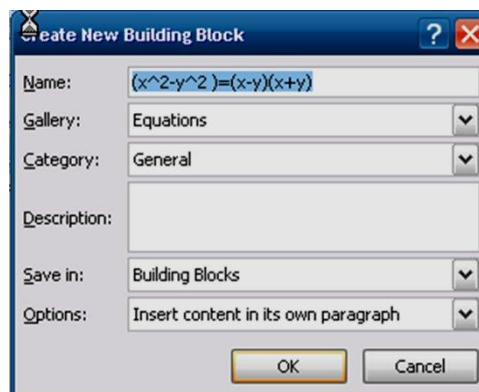 Create New Building Block
Name: (x^2-y^2 )=(x-y)(x+y)
Gallery: Equations
Category: General
Description:
Save in: Building Blocks
Options: Insert content in its own paragraph
OK Cancel